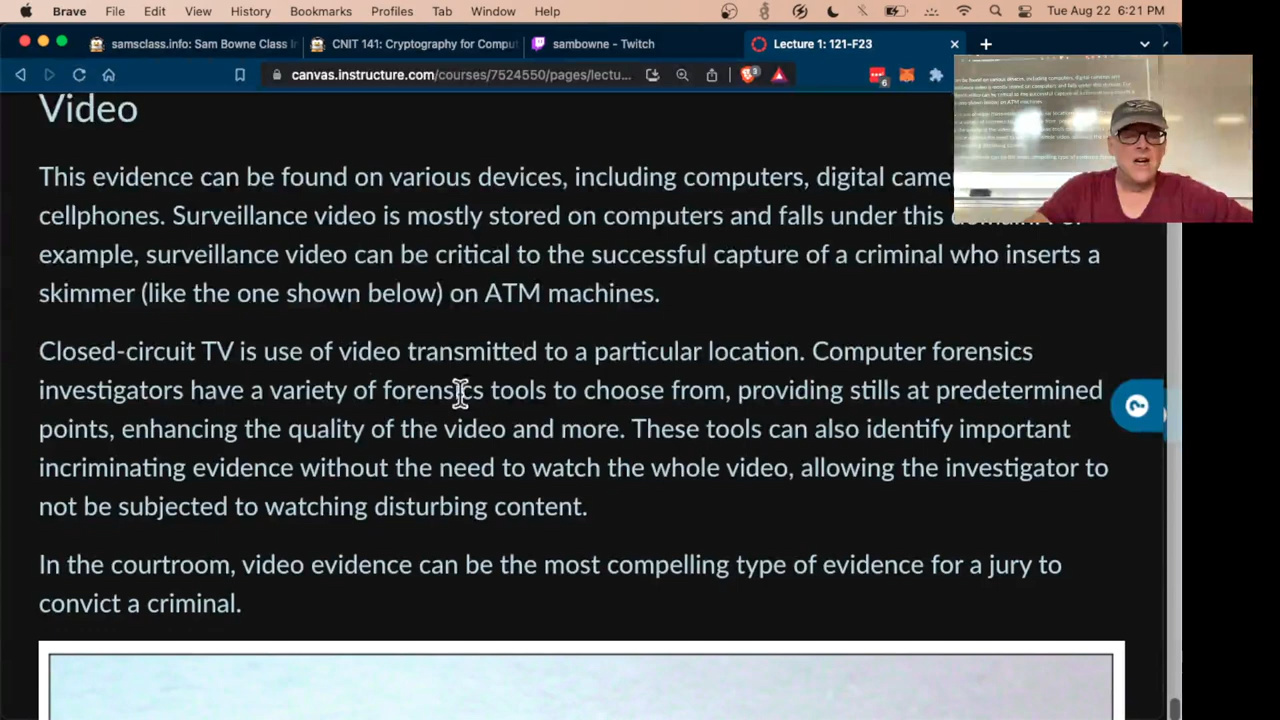 Brave File Edit View History Bookmarks Profiles Tab Window Help Tue Aug 22 6:21 PM
samsclass.info: Sam Bowne Class I CNIT 141: Cryptography for Comput sambowne - Twitch Lecture 1: 121-F23
canvas.instructure.com/courses/7524550/pages/lectu... 3 6
Video
This evidence can be found on various devices, including computers, digital
cellphones. Surveillance video is mostly stored on computers and falls under this
example, surveillance video can be critical to the successful capture of a criminal who inserts a
skimmer (like the one shown below) on ATM machines.
Closed-circuit TV is use of video transmitted to a particular location. Computer forensics
investigators have a variety of forensics tools to choose from, providing stills at predetermined
points, enhancing the quality of the video and more. These tools can also identify important
incriminating evidence without the need to watch the whole video, allowing the investigator to
not be subjected to watching disturbing content.
In the courtroom, video evidence can be the most compelling type of evidence for a jury to
convict a criminal.